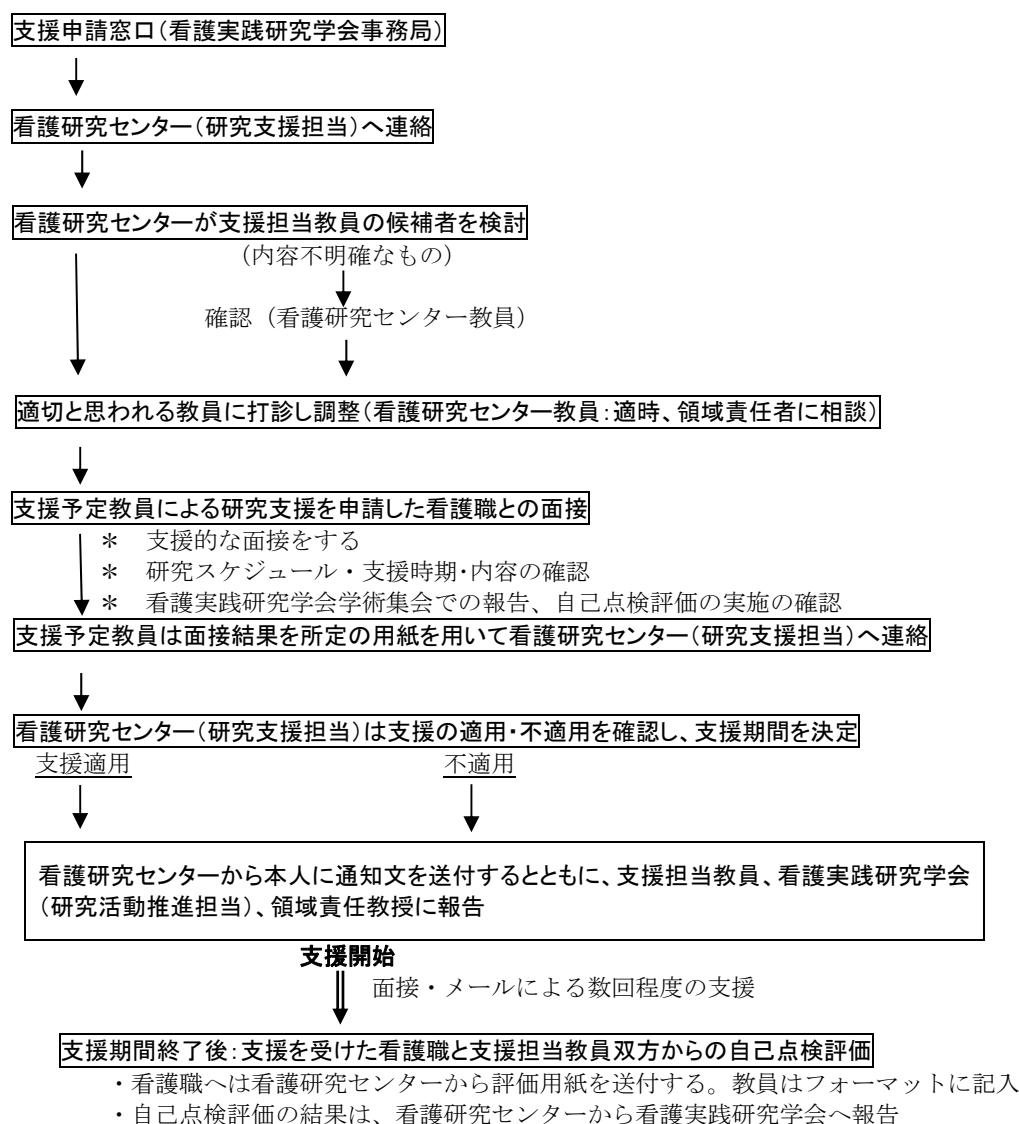 支援申請窓口（看護実践研究学会事務局）
看護研究センター（研究支援担当）へ連絡
看護研究センターが支援担当教員の候補者を検討
（内容不明確なもの）
確認（看護研究センター教員）
適切と思われる教員に打診し調整（看護研究センター教員：適時、領域責任者に相談）
支援予定教員による研究支援を申請した看護職との面接
＊　支援的な面接をする
＊　研究スケジュール・支援時期・内容の確認
＊　看護実践研究学会学術集会での報告、自己点検評価の実施の確認
支援予定教員は面接結果を所定の用紙を用いて看護研究センター（研究支援担当）へ連絡
看護研究センター（研究支援担当）は支援の適用・不適用を確認し、支援期間を決定
支援適用　不適用
看護研究センターから本人に通知文を送付するとともに、支援担当教員、看護実践研究学会
（研究活動推進担当）、領域責任教授に報告
支援開始
面接・メールによる数回程度の支援
支援期間終了後：支援を受けた看護職と支援担当教員双方からの自己点検評価
・看護職へは看護研究センターから評価用紙を送付する。教員はフォーマットに記入
・自己点検評価の結果は、看護研究センターから看護実践研究学会へ報告